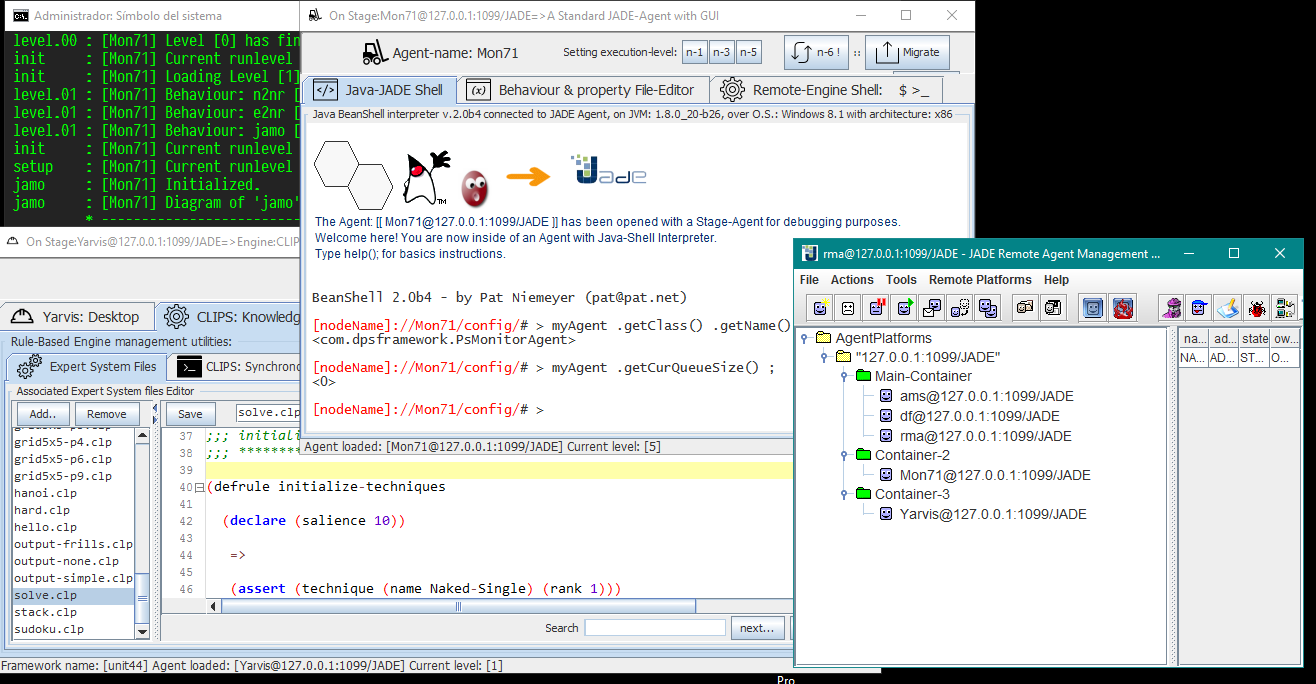 Administrador: Símbolo del sistema
level.00 : [Mon71] Level [0] has fin
init : [Mon71] Current runlevel
init : [Mon71] Loading Level [1]
level.01 : [Mon71] Behaviour: n2nr [
level.01 : [Mon71] Behaviour: e2nr [
level.01 : [Mon71] Behaviour: jamo [
init : [Mon71] Current runlevel
setup : [Mon71] Current runlevel
jamo : [Mon71] Initialized.
jamo : [Mon71] Diagram of 'jamo'
* ----------------------
On Stage:Mon71@127.0.0.1:1099/JADE=>A Standard JADE-Agent with GUI
Agent-name: Mon71
Setting execution-level: n-1 n-3 n-5 n-6 ! :: Migrate
</> Java-JADE Shell (x) Behaviour & property File-Editor Remote-Engine Shell: $ >_
Java BeanShell interpreter v.2.0b4 connected to JADE Agent, on JVM: 1.8.0_20-b26, over O.S.: Windows 8.1 with architecture: x86
TM Jade
The Agent: [[ Mon71@127.0.0.1:1099/JADE ]] has been opened with a Stage-Agent for debugging purposes.
Welcome here! You are now inside of an Agent with Java-Shell Interpreter.
Type help(); for basics instructions.
BeanShell 2.0b4 - by Pat Niemeyer (pat@pat.net)
[nodeName]://Mon71/config/# > myAgent .getClass() .getName()
<com.dpsframework.PsMonitorAgent>
[nodeName]://Mon71/config/# > myAgent .getCurQueueSize() ;
<0>
[nodeName]://Mon71/config/# >
Agent loaded: [Mon71@127.0.0.1:1099/JADE] Current level: [5]
On Stage:Yarvis@127.0.0.1:1099/JADE=>Engine:CLIP
Yarvis: Desktop CLIPS: Knowledg
Rule-Based Engine management utilities:
Expert System Files >_ CLIPS: Synchrono
Associated Expert System files Editor
Add.. Remove Save solve.clp
grid5x5-p4.clp
grid5x5-p6.clp
grid5x5-p9.clp
hanoi.clp
hard.clp
hello.clp
output-frills.clp
output-none.clp
output-simple.clp
solve.clp
stack.clp
sudoku.clp
37 ;;; initiali
38 ;;; *********
39
40 (defrule initialize-techniques
41
42 (declare (salience 10))
43
44 =>
45
46 (assert (technique (name Naked-Single) (rank 1)))
Search next...
Framework name: [unit44] Agent loaded: [Yarvis@127.0.0.1:1099/JADE] Current level: [1]
rma@127.0.0.1:1099/JADE - JADE Remote Agent Management ...
File Actions Tools Remote Platforms Help
AgentPlatforms
"127.0.0.1:1099/JADE"
Main-Container
ams@127.0.0.1:1099/JADE
df@127.0.0.1:1099/JADE
rma@127.0.0.1:1099/JADE
Container-2
Mon71@127.0.0.1:1099/JADE
Container-3
Yarvis@127.0.0.1:1099/JADE
na... ad... state ow...
NA... AD... ST... O...
Pro